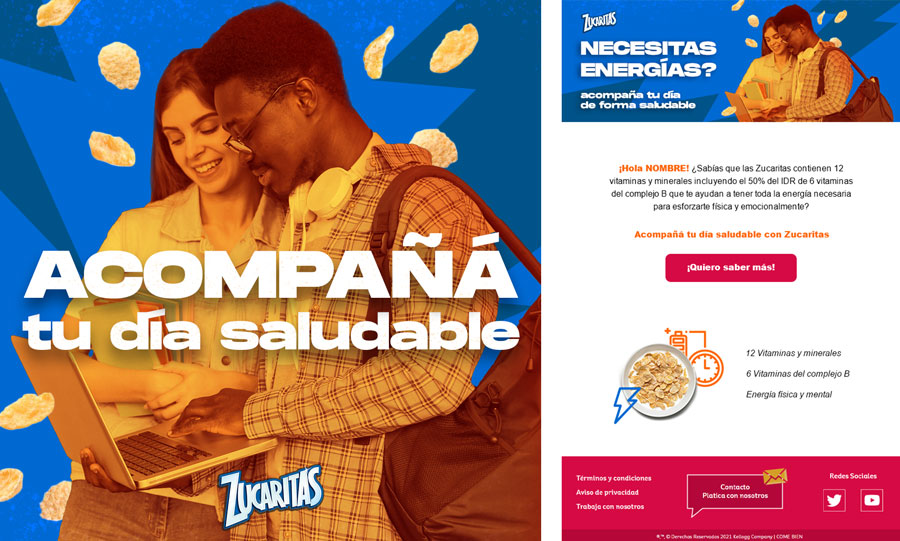 ACOMPAÑÁ
tu día saludable
ZUCARITAS
ZUCARITAS
NECESITAS
ENERGÍAS?
acompaña tu día
de forma saludable
¡Hola NOMBRE! ¿Sabías que las Zucaritas contienen 12
vitaminas y minerales incluyendo el 50% del IDR de 6 vitaminas
del complejo B que te ayudan a tener toda la energía necesaria
para esforzarte física y emocionalmente?
Acompañá tu día saludable con Zucaritas
¡Quiero saber más!
12 Vitaminas y minerales
6 Vitaminas del complejo B
Energía física y mental
Términos y condiciones
Aviso de privacidad
Trabaja con nosotros
Contacto
Platica con nosotros
Redes Sociales
®,™, © Derechos Reservados 2021 Kellogg Company | COME BIEN